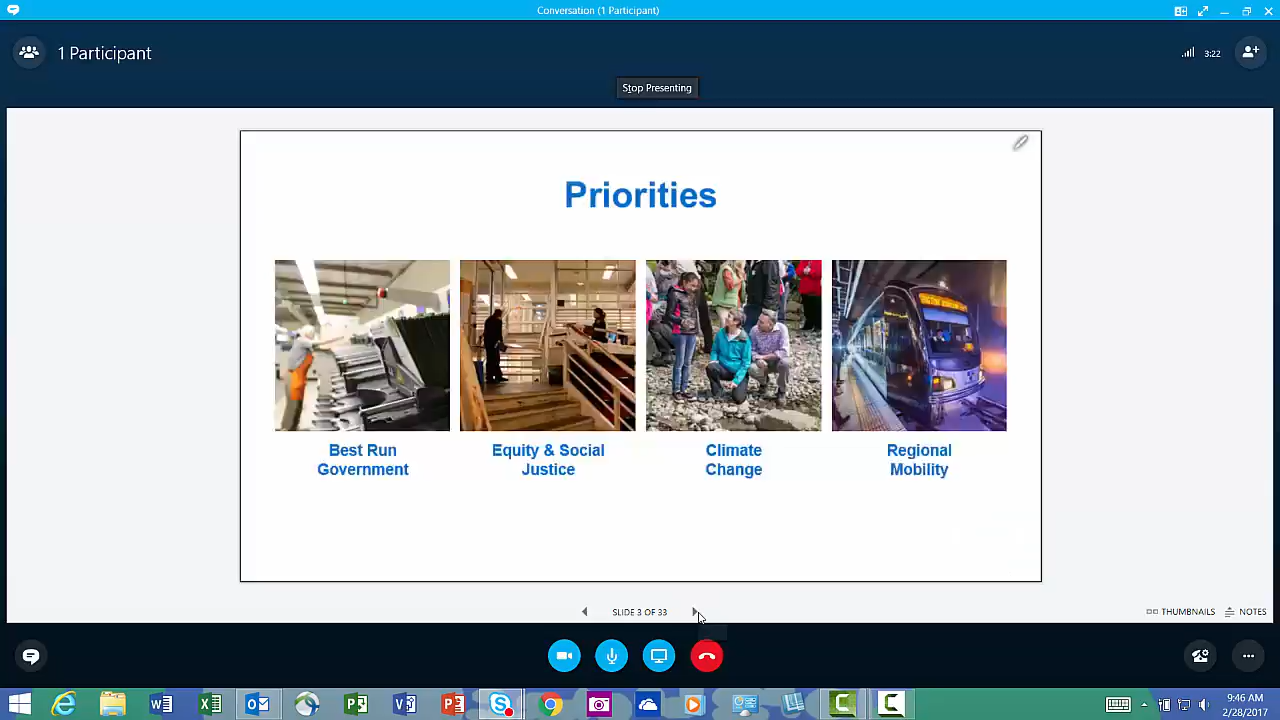 Conversation (1 Participant)
1 Participant
3:22
Stop Presenting
Priorities
Best Run
Government
Equity & Social
Justice
Climate
Change
Regional
Mobility
SLIDE 3 OF 33
THUMBNAILS
NOTES
9:46 AM
2/28/2017